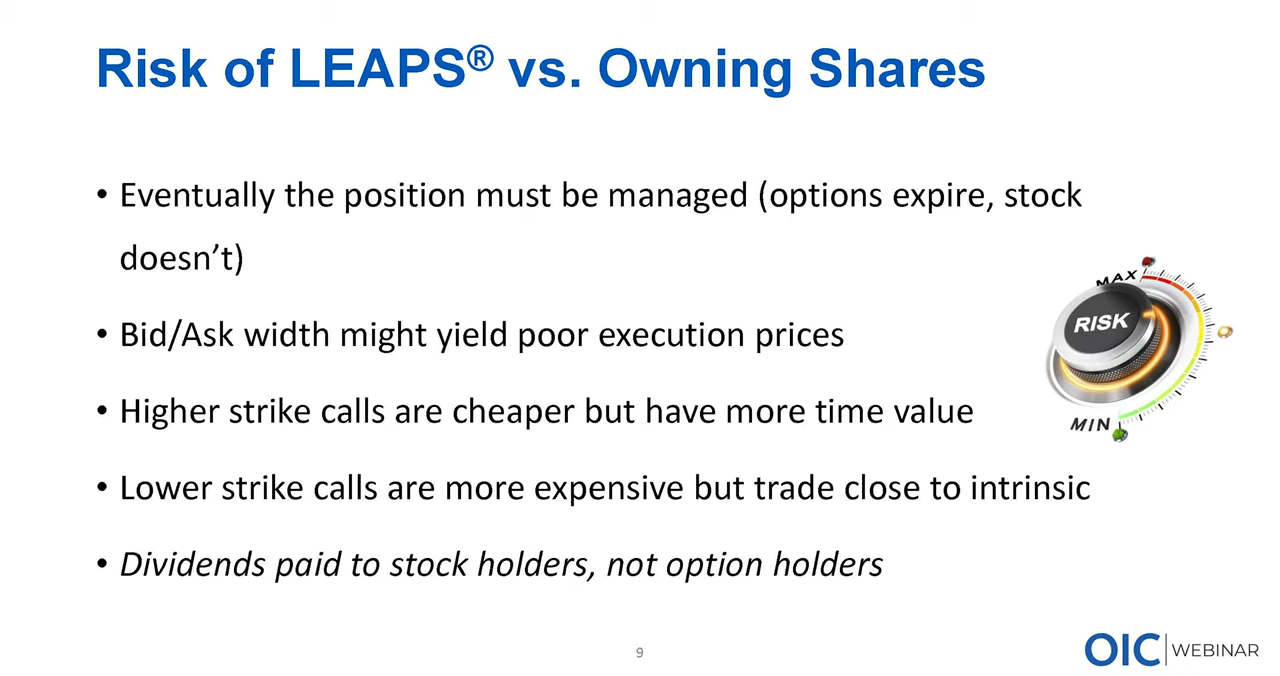 Risk of LEAPS® vs. Owning Shares
• Eventually the position must be managed (options expire, stock
doesn’t)
• Bid/Ask width might yield poor execution prices
• Higher strike calls are cheaper but have more time value
• Lower strike calls are more expensive but trade close to intrinsic
• Dividends paid to stock holders, not option holders
MAX
RISK
MIN
9
OIC WEBINAR